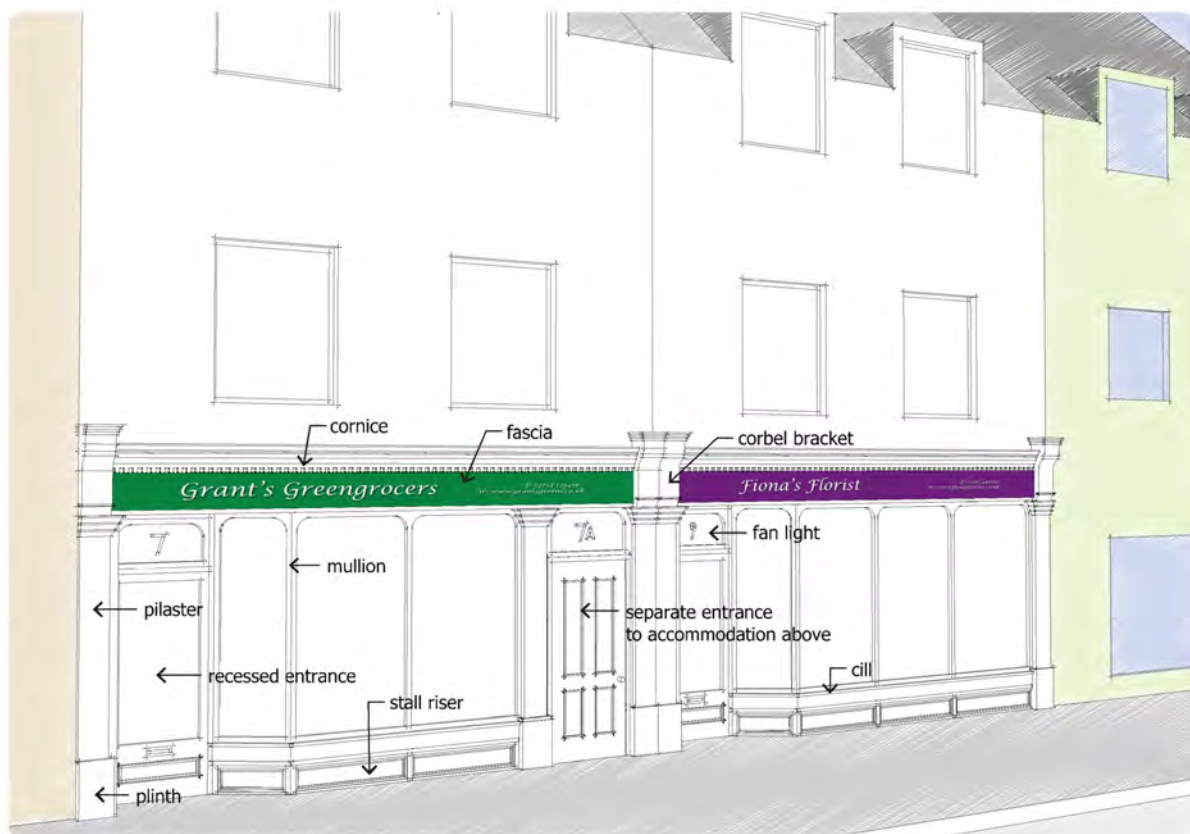 cornice
fascia
corbel bracket
Grant's Greengrocers
Fiona's Florist
7
7A
9
fan light
mullion
pilaster
separate entrance
to accommodation above
recessed entrance
cill
stall riser
plinth